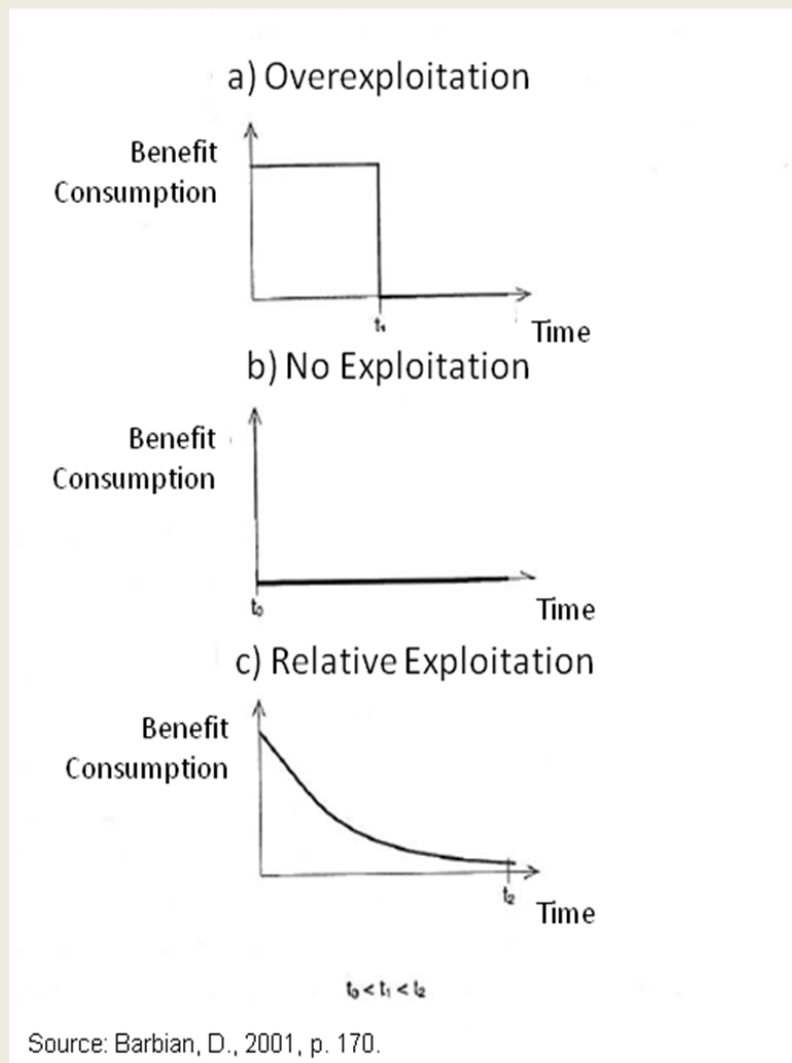 a) Overexploitation
Benefit
Consumption
t₁
Time
b) No Exploitation
Benefit
Consumption
t₀
Time
c) Relative Exploitation
Benefit
Consumption
t₂
Time
t₀ < t₁ < t₂
Source: Barbian, D., 2001, p. 170.